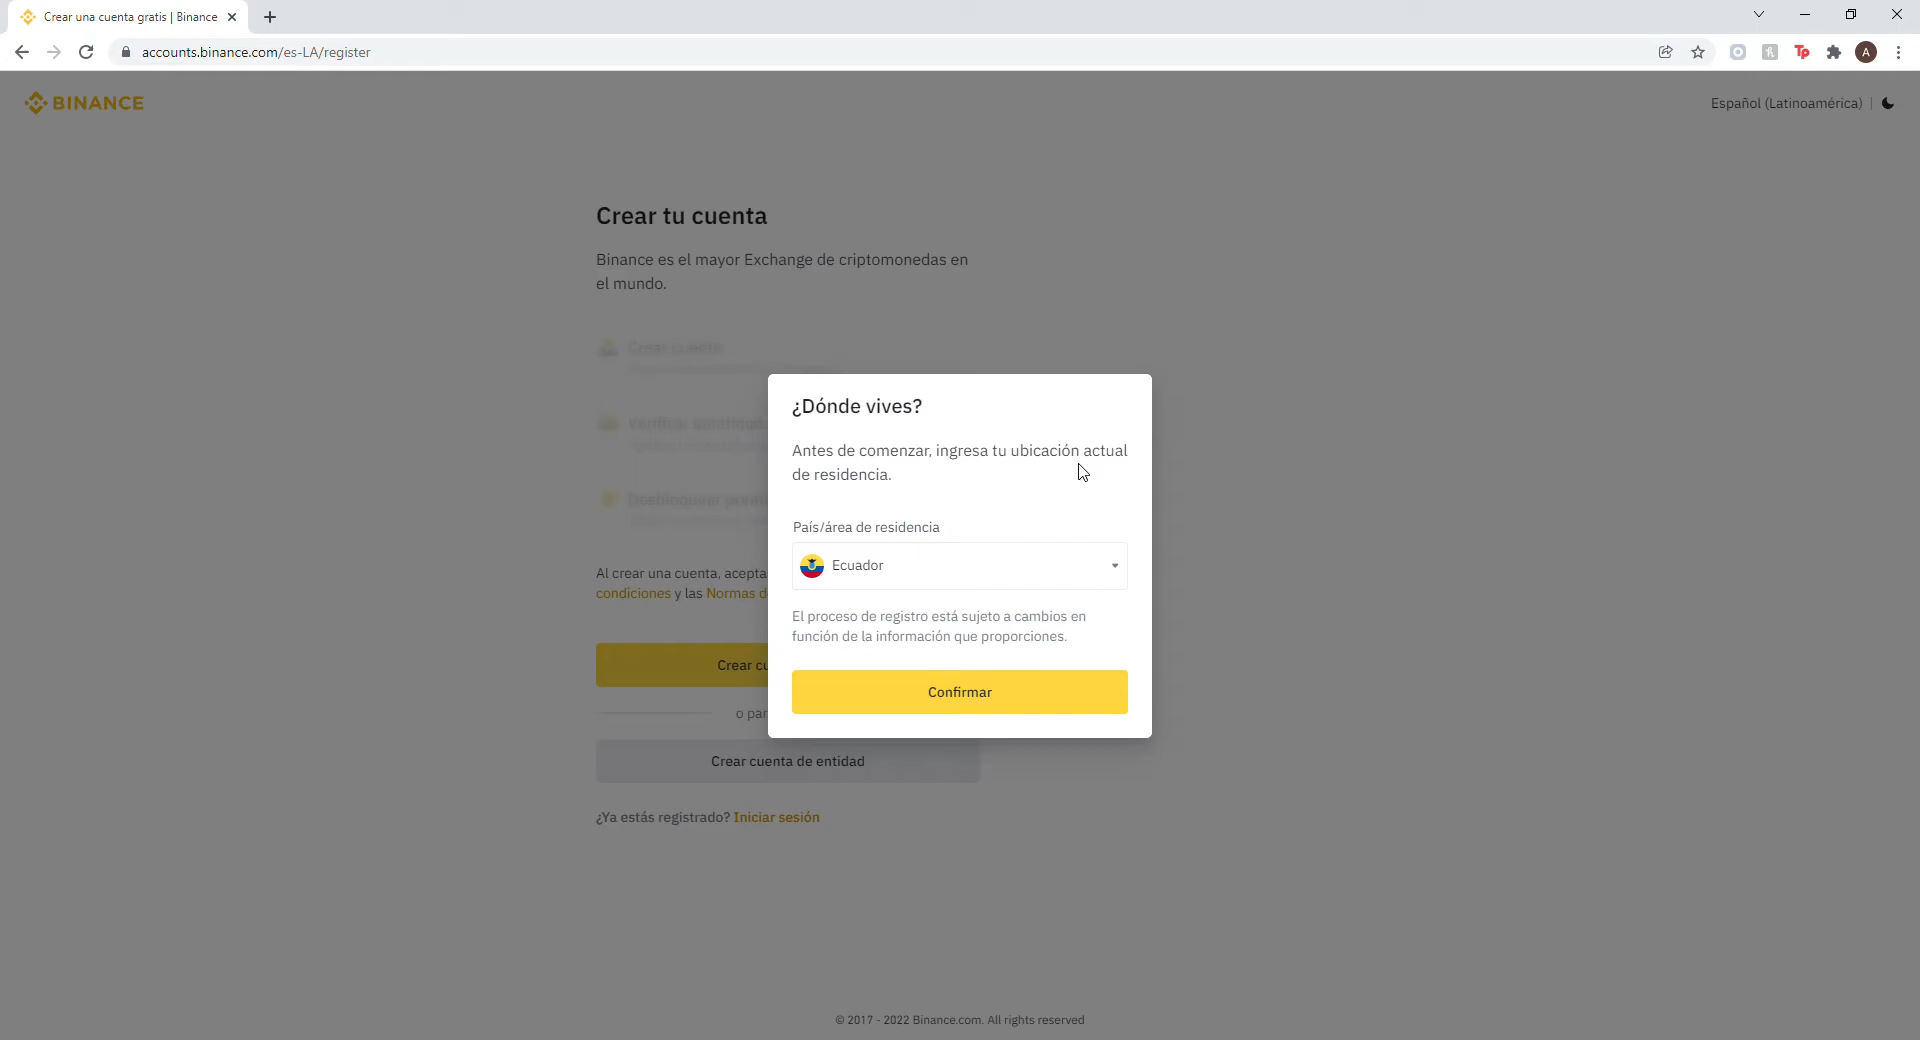 Crear una cuenta gratis | Binance
accounts.binance.com/es-LA/register
Tp
A
BINANCE
Español (Latinoamérica)
Crear tu cuenta
Binance es el mayor Exchange de criptomonedas en
el mundo.
Crear cuenta
Verificar
¿Dónde vives?
Antes de comenzar, ingresa tu ubicación actual
de residencia.
País/área de residencia
Ecuador
El proceso de registro está sujeto a cambios en
función de la información que proporciones.
Confirmar
Al crear una cuenta, acepta
condiciones y las Normas d
Crear cu
o par
Crear cuenta de entidad
¿Ya estás registrado? Iniciar sesión
© 2017 - 2022 Binance.com. All rights reserved